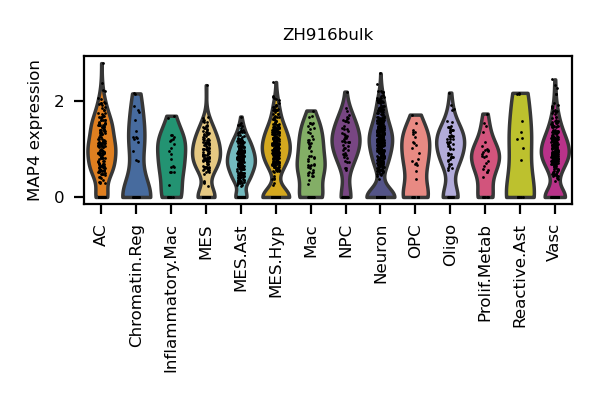 ZH916bulk
MAP4 expression
2
0
AC
Chromatin.Reg
Inflammatory.Mac
MES
MES.Ast
MES.Hyp
Mac
NPC
Neuron
OPC
Oligo
Prolif.Metab
Reactive.Ast
Vasc